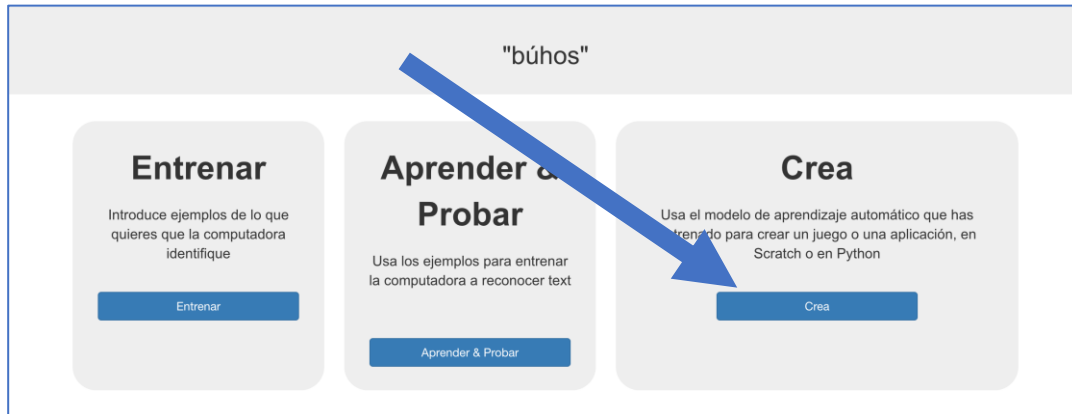 "búhos"
Entrenar
Introduce ejemplos de lo que
quieres que la computadora
identifique
Entrenar
Aprender &
Probar
Usa los ejemplos para entrenar
la computadora a reconocer text
Aprender & Probar
Crea
Usa el modelo de aprendizaje automático que has
para crear un juego o una aplicación, en
Scratch o en Python
Crea